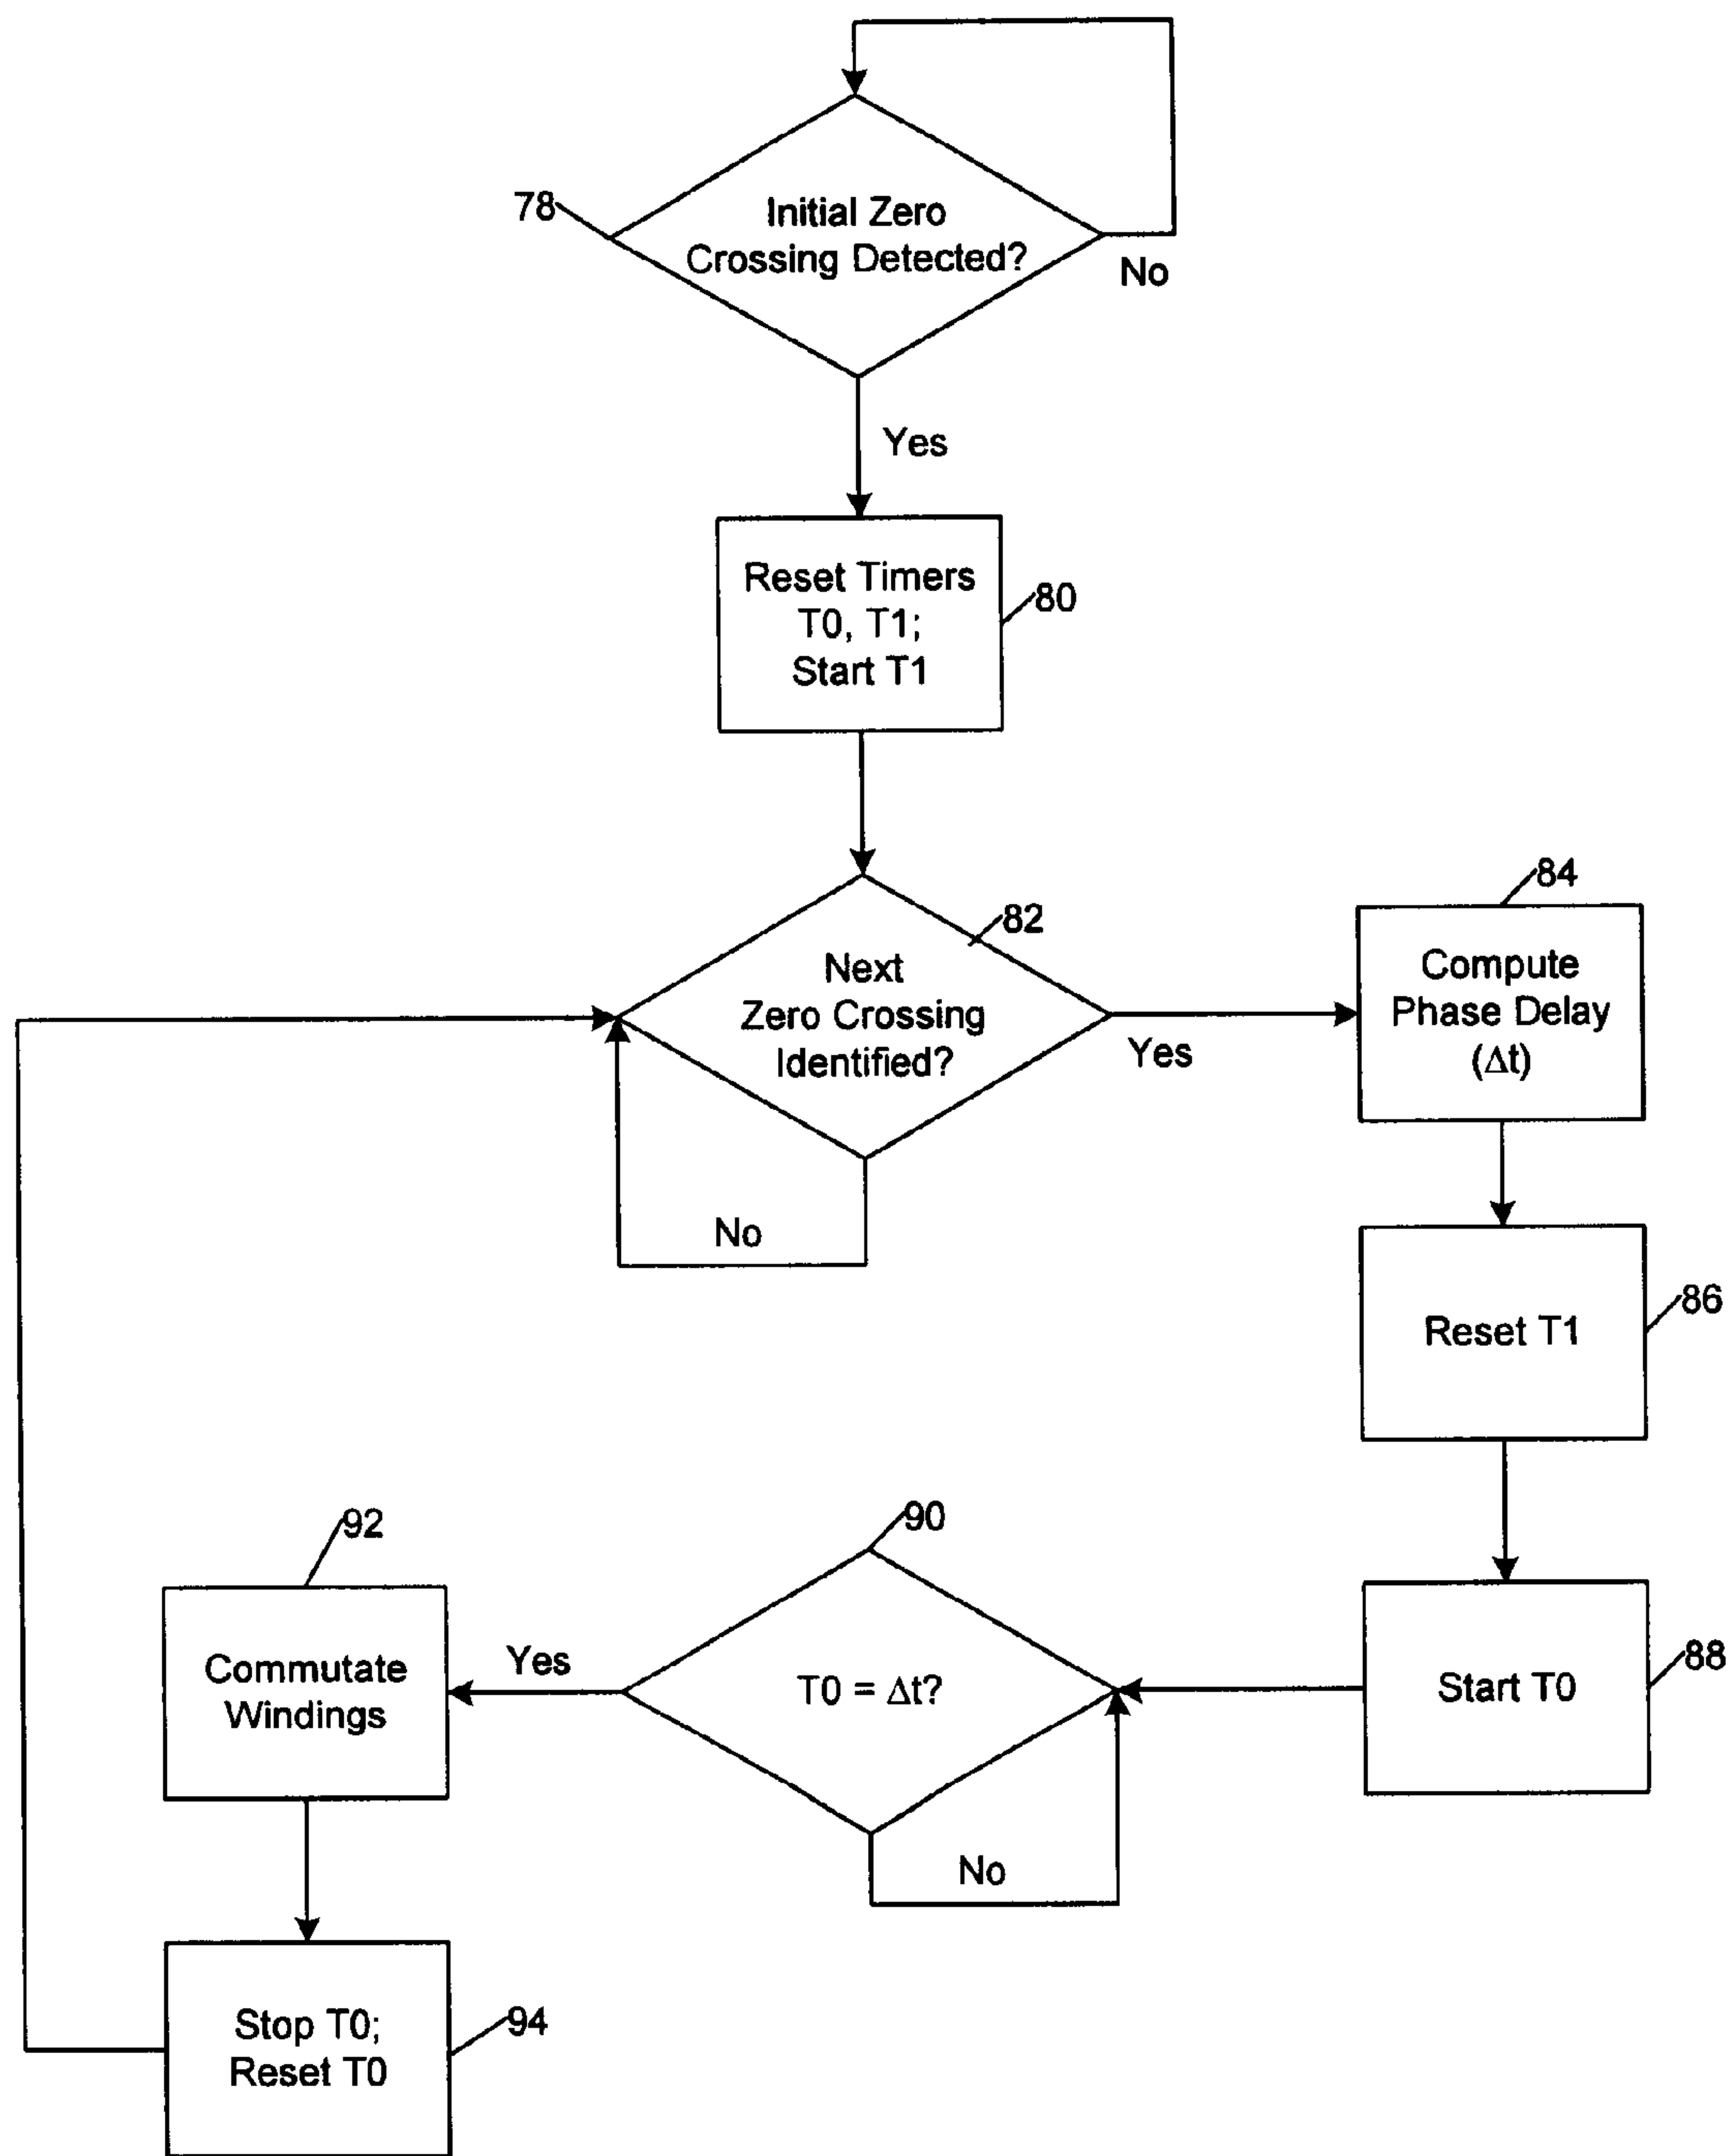 78
Initial Zero
Crossing Detected?
No
Yes
Reset Timers
T0, T1;
Start T1
80
82
Next
Zero Crossing
Identified?
Yes
No
84
Compute
Phase Delay
(Δt)
86
Reset T1
88
Start T0
90
T0 = Δt?
Yes
No
92
Commutate
Windings
94
Stop T0;
Reset T0